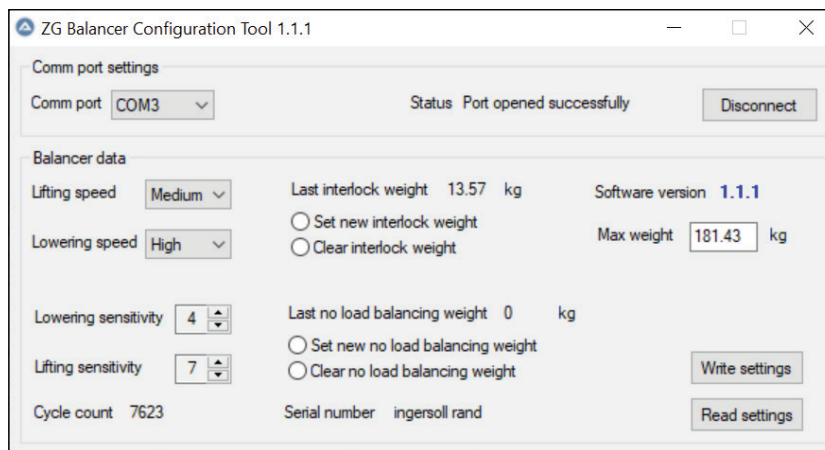 ZG Balancer Configuration Tool 1.1.1
Comm port settings
Comm port COM3 Status Port opened successfully Disconnect
Balancer data
Lifting speed Medium Last interlock weight 13.57 kg Software version 1.1.1
Set new interlock weight
Lowering speed High Clear interlock weight Max weight 181.43 kg
Lowering sensitivity 4 Last no load balancing weight 0 kg
Set new no load balancing weight
Lifting sensitivity 7 Clear no load balancing weight Write settings
Cycle count 7623 Serial number ingersoll rand Read settings